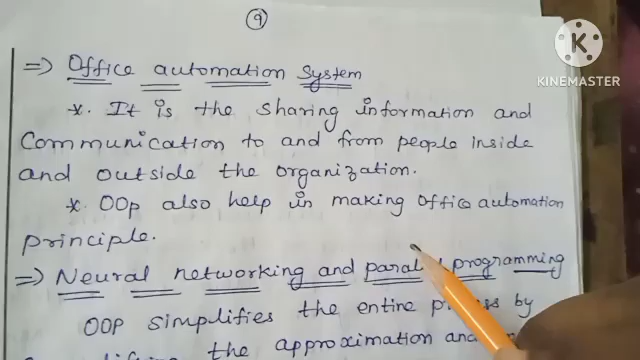 9
K
KINEMASTER
=> Office automation System
*. It is the sharing information and
Communication to and from people inside
and outside the organization.
*. OOp also help in making Office automation
principle.
=> Neural networking and programming
OOP simplifies the entire by
the approximation and